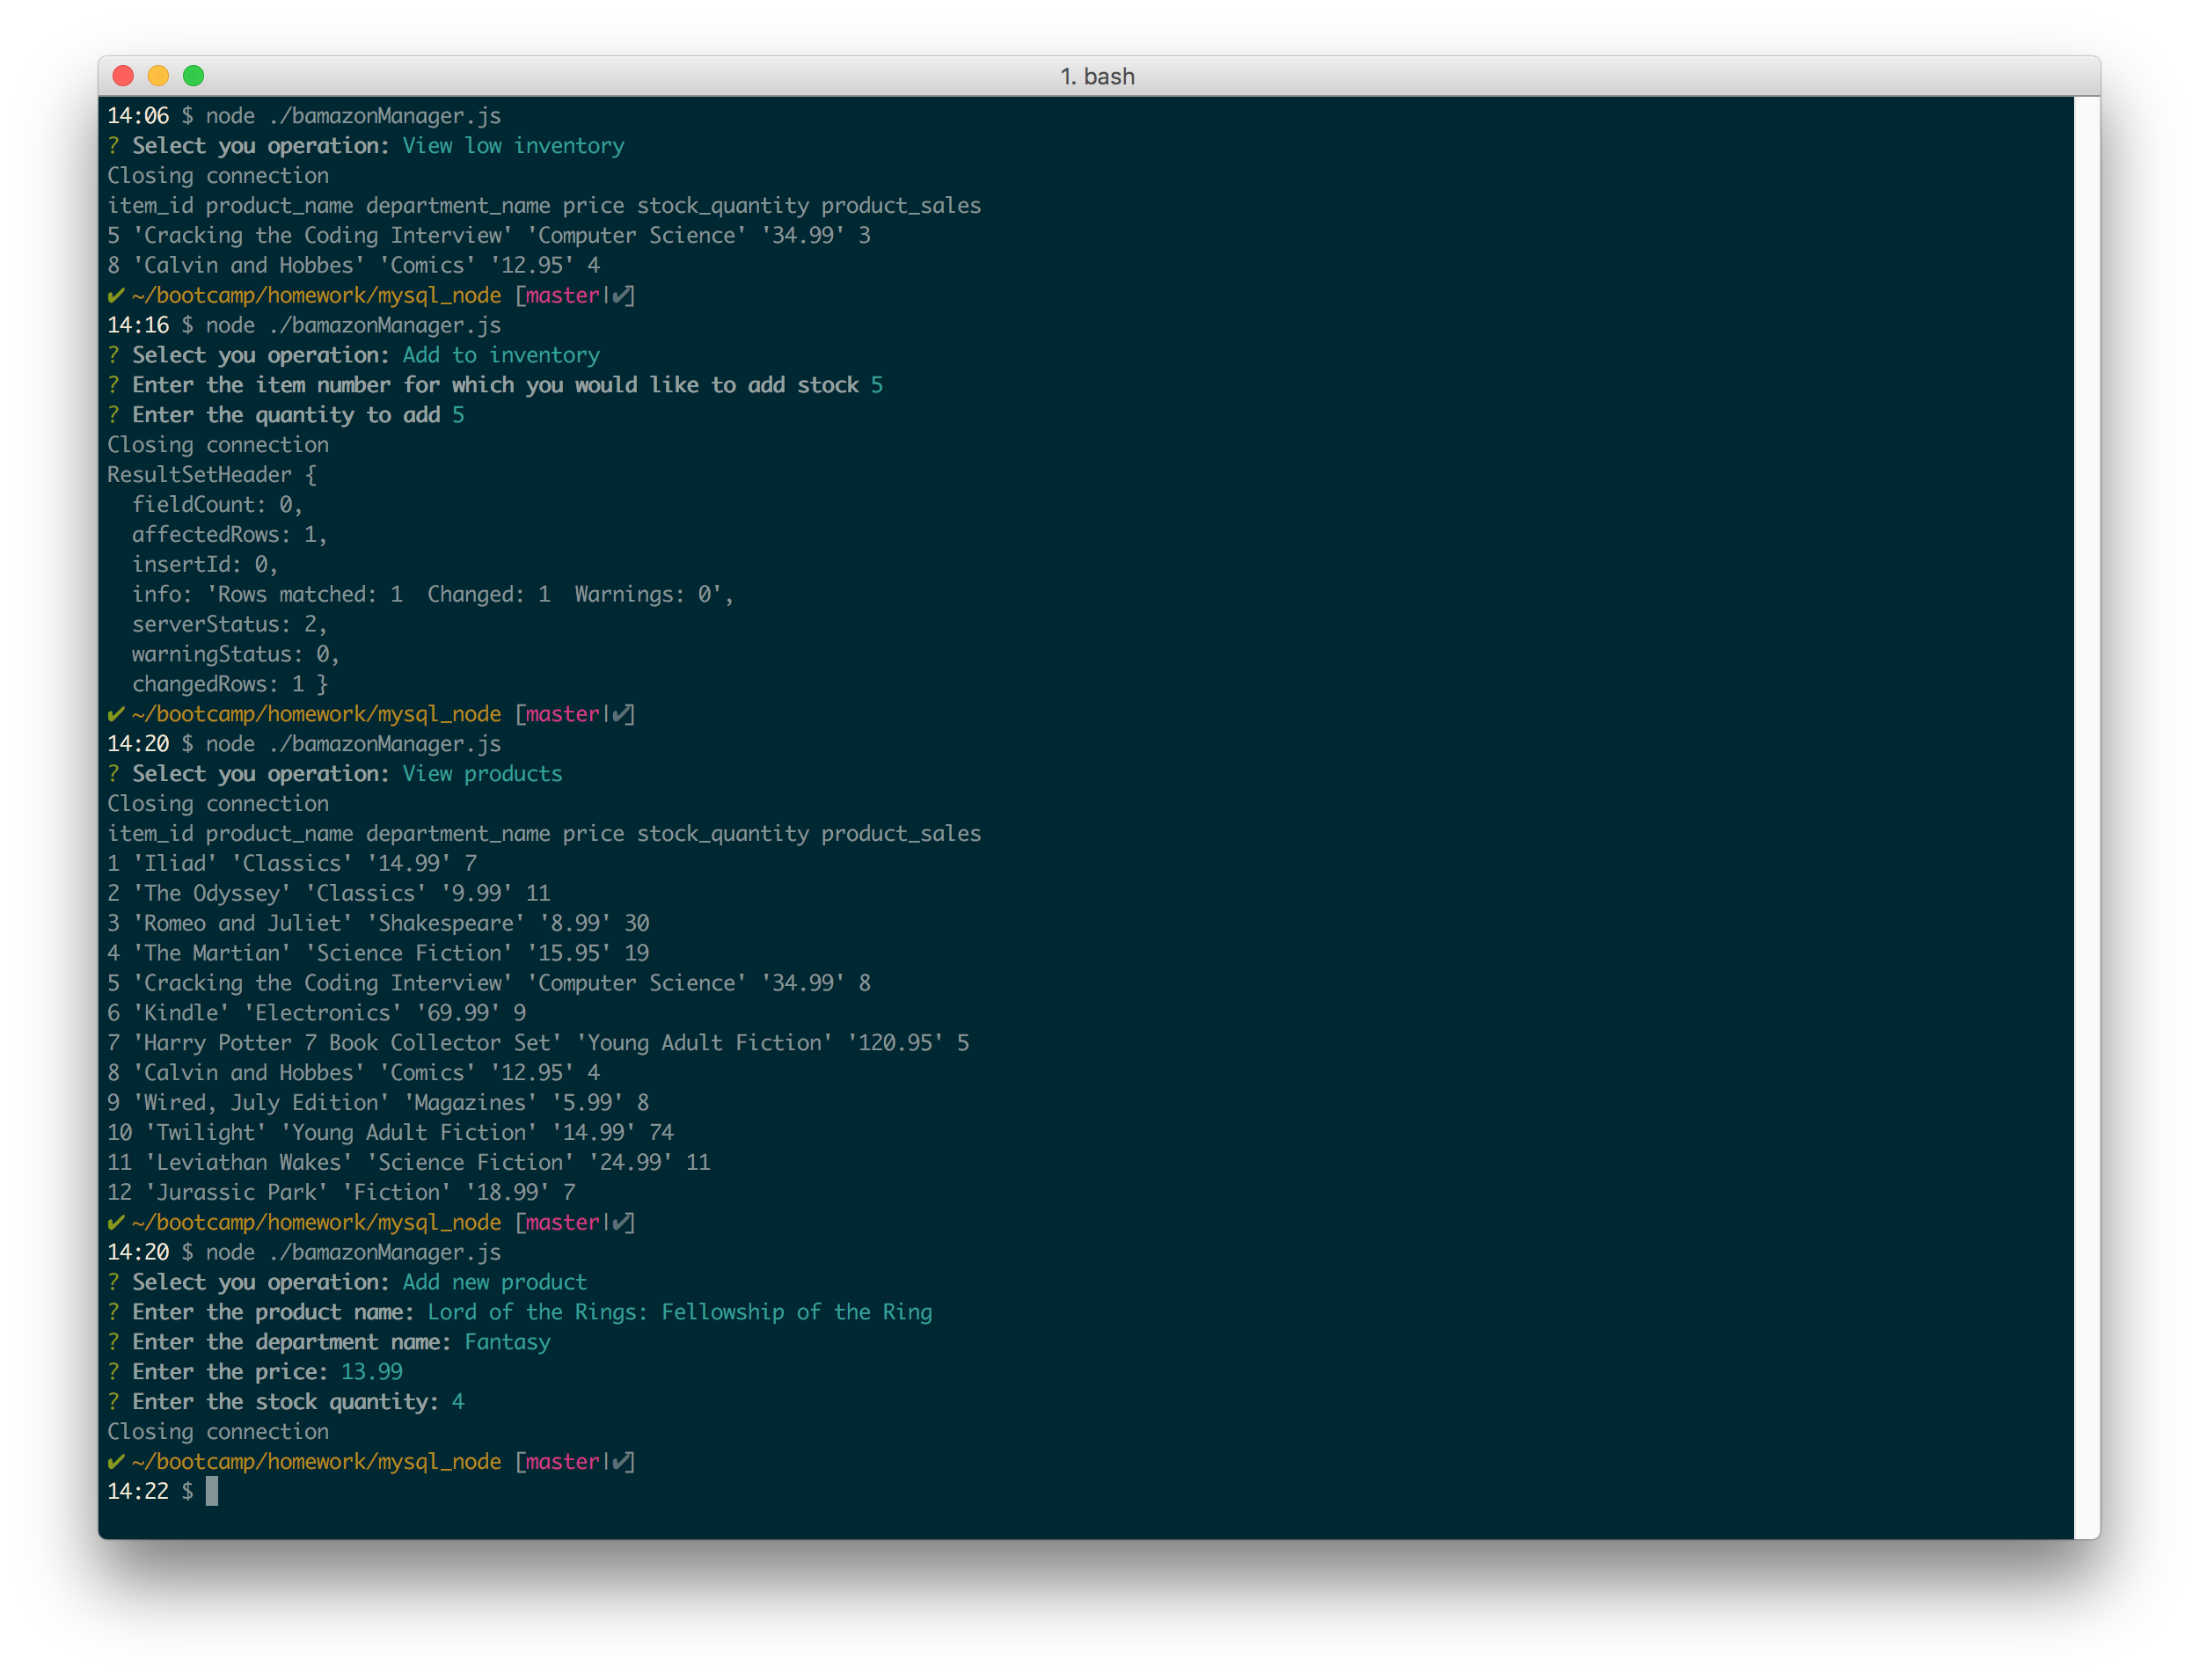 1. bash
14:06 $ node ./bamazonManager.js
? Select you operation: View low inventory
Closing connection
item_id product_name department_name price stock_quantity product_sales
5 'Cracking the Coding Interview' 'Computer Science' '34.99' 3
8 'Calvin and Hobbes' 'Comics' '12.95' 4
✔ ~/bootcamp/homework/mysql_node [master|✔]
14:16 $ node ./bamazonManager.js
? Select you operation: Add to inventory
? Enter the item number for which you would like to add stock 5
? Enter the quantity to add 5
Closing connection
ResultSetHeader {
  fieldCount: 0,
  affectedRows: 1,
  insertId: 0,
  info: 'Rows matched: 1  Changed: 1  Warnings: 0',
  serverStatus: 2,
  warningStatus: 0,
  changedRows: 1 }
✔ ~/bootcamp/homework/mysql_node [master|✔]
14:20 $ node ./bamazonManager.js
? Select you operation: View products
Closing connection
item_id product_name department_name price stock_quantity product_sales
1 'Iliad' 'Classics' '14.99' 7
2 'The Odyssey' 'Classics' '9.99' 11
3 'Romeo and Juliet' 'Shakespeare' '8.99' 30
4 'The Martian' 'Science Fiction' '15.95' 19
5 'Cracking the Coding Interview' 'Computer Science' '34.99' 8
6 'Kindle' 'Electronics' '69.99' 9
7 'Harry Potter 7 Book Collector Set' 'Young Adult Fiction' '120.95' 5
8 'Calvin and Hobbes' 'Comics' '12.95' 4
9 'Wired, July Edition' 'Magazines' '5.99' 8
10 'Twilight' 'Young Adult Fiction' '14.99' 74
11 'Leviathan Wakes' 'Science Fiction' '24.99' 11
12 'Jurassic Park' 'Fiction' '18.99' 7
✔ ~/bootcamp/homework/mysql_node [master|✔]
14:20 $ node ./bamazonManager.js
? Select you operation: Add new product
? Enter the product name: Lord of the Rings: Fellowship of the Ring
? Enter the department name: Fantasy
? Enter the price: 13.99
? Enter the stock quantity: 4
Closing connection
✔ ~/bootcamp/homework/mysql_node [master|✔]
14:22 $